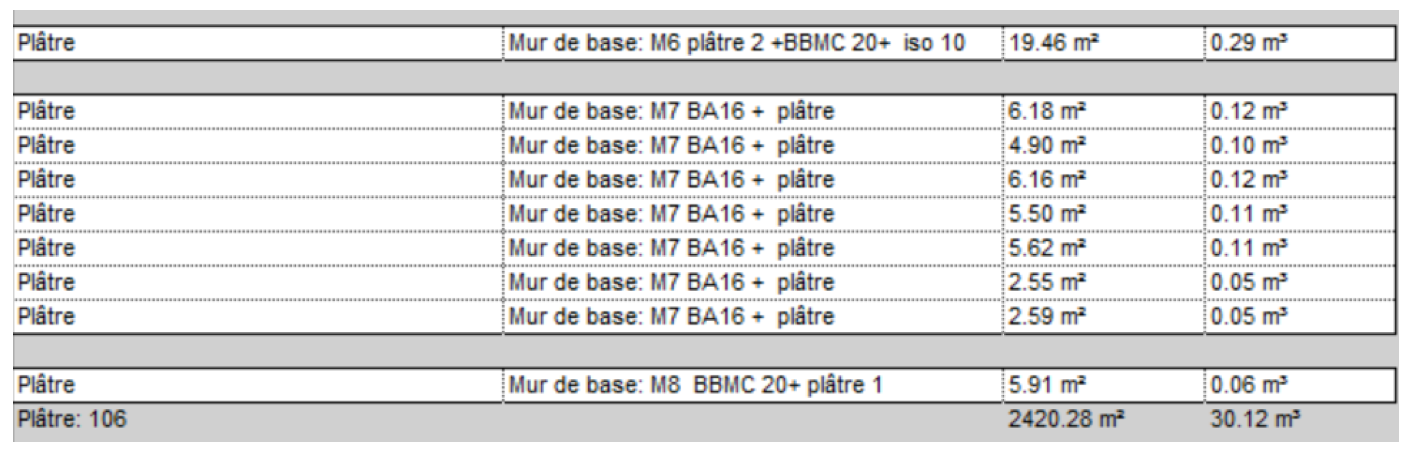 Plâtre Mur de base: M6 plâtre 2 +BBMC 20+ iso 10 19.46 m² 0.29 m³
Plâtre Mur de base: M7 BA16 + plâtre 6.18 m² 0.12 m³
Plâtre Mur de base: M7 BA16 + plâtre 4.90 m² 0.10 m³
Plâtre Mur de base: M7 BA16 + plâtre 6.16 m² 0.12 m³
Plâtre Mur de base: M7 BA16 + plâtre 5.50 m² 0.11 m³
Plâtre Mur de base: M7 BA16 + plâtre 5.62 m² 0.11 m³
Plâtre Mur de base: M7 BA16 + plâtre 2.55 m² 0.05 m³
Plâtre Mur de base: M7 BA16 + plâtre 2.59 m² 0.05 m³
Plâtre Mur de base: M8 BBMC 20+ plâtre 1 5.91 m² 0.06 m³
Plâtre: 106 2420.28 m² 30.12 m³